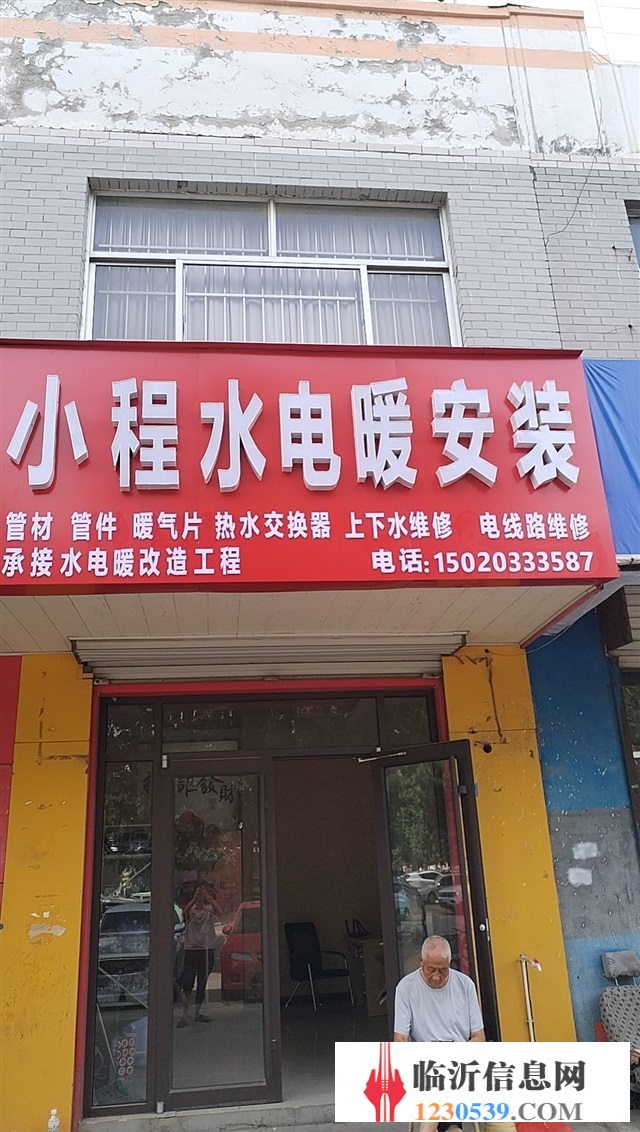 小程水电暖安装
管材 管件 暖气片 热水交换器 上下水维修 电线路维修
承接水电暖改造工程 电话:15020333587
临沂信息网
1230539.COM